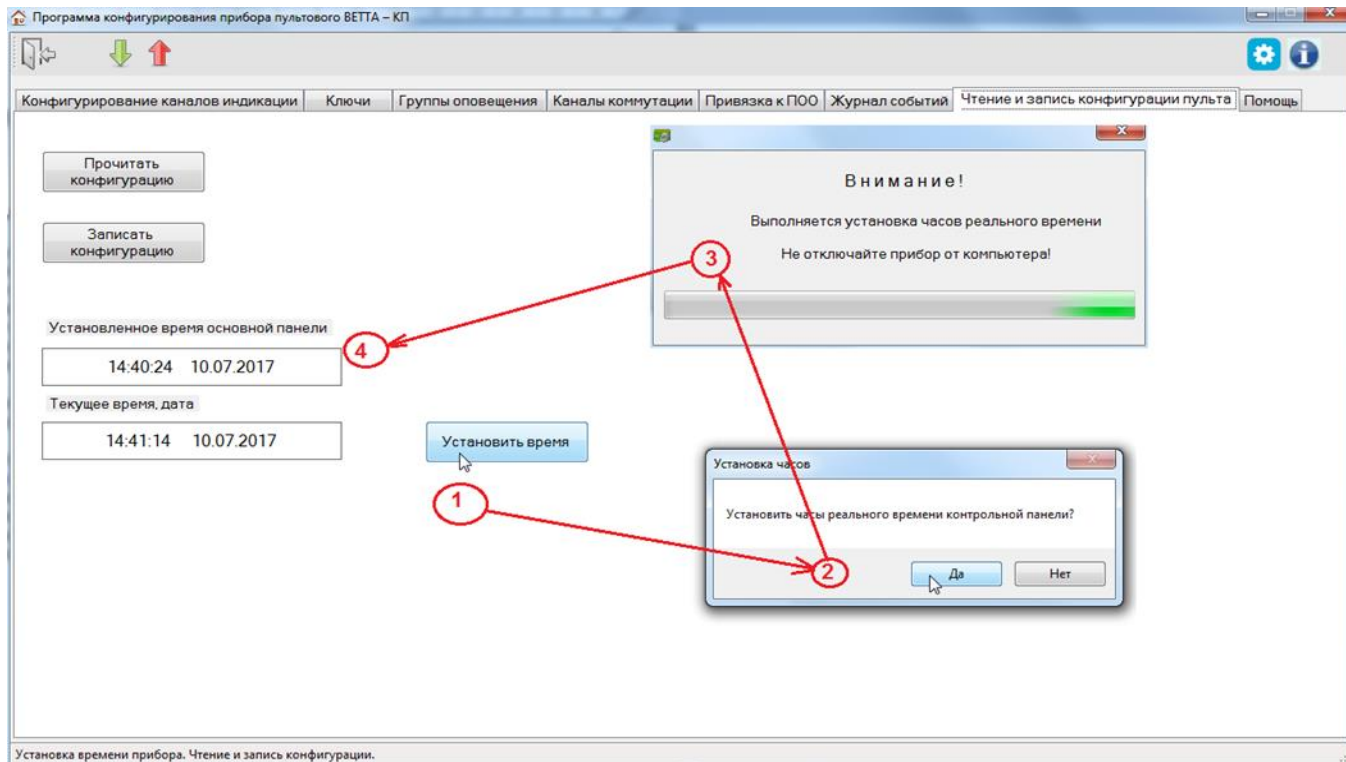 Программа конфигурирования прибора пультового ВЕТТА – КП
Конфигурирование каналов индикации
Ключи
Группы оповещения
Каналы коммутации
Привязка к ПОО
Журнал событий
Чтение и запись конфигурации пульта
Помощь
Прочитать
конфигурацию
Записать
конфигурацию
Внимание!
Выполняется установка часов реального времени
Не отключайте прибор от компьютера!
3
Установленное время основной панели
14:40:24 10.07.2017
4
Текущее время, дата
14:41:14 10.07.2017
Установить время
1
Установка часов
Установить часы реального времени контрольной панели?
2
Да
Нет
Установка времени прибора. Чтение и запись конфигурации.